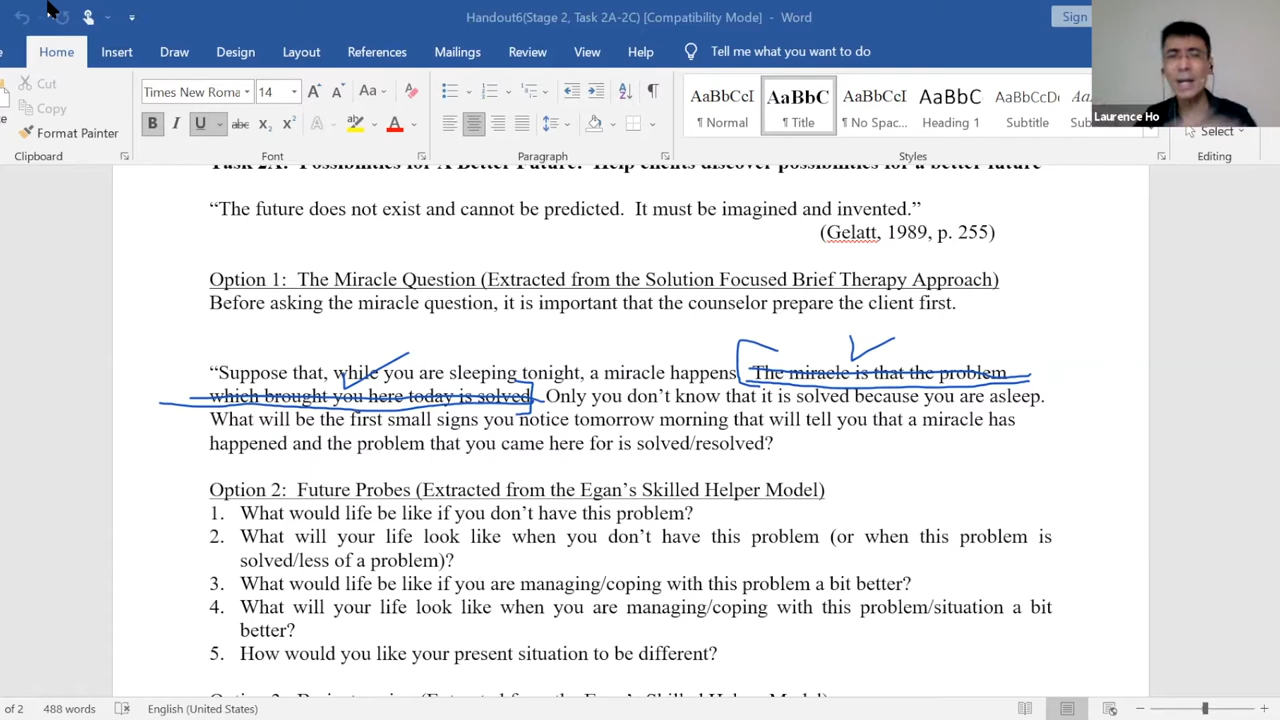 Handout6(Stage 2, Task 2A-2C) [Compatibility Mode] - Word
Sign
Home Insert Draw Design Layout References Mailings Review View Help Tell me what you want to do
Cut
Copy
Format Painter
Clipboard
Times New Roma 14
Font
Paragraph
AaBbCcI AaBbC AaBbCcI AaBbC AaBbCcD
¶ Normal ¶ Title ¶ No Spac... Heading 1 Subtitle
Styles
Laurence Ho
Select
Editing
Task 2A: Possibilities for A Better Future: Help clients discover possibilities for a better future
“The future does not exist and cannot be predicted. It must be imagined and invented.”
(Gelatt, 1989, p. 255)
Option 1: The Miracle Question (Extracted from the Solution Focused Brief Therapy Approach)
Before asking the miracle question, it is important that the counselor prepare the client first.
“Suppose that, while you are sleeping tonight, a miracle happens. The miracle is that the problem
which brought you here today is solved. Only you don’t know that it is solved because you are asleep.
What will be the first small signs you notice tomorrow morning that will tell you that a miracle has
happened and the problem that you came here for is solved/resolved?
Option 2: Future Probes (Extracted from the Egan’s Skilled Helper Model)
1. What would life be like if you don’t have this problem?
2. What will your life look like when you don’t have this problem (or when this problem is
solved/less of a problem)?
3. What would life be like if you are managing/coping with this problem a bit better?
4. What will your life look like when you are managing/coping with this problem/situation a bit
better?
5. How would you like your present situation to be different?
of 2 488 words English (United States)